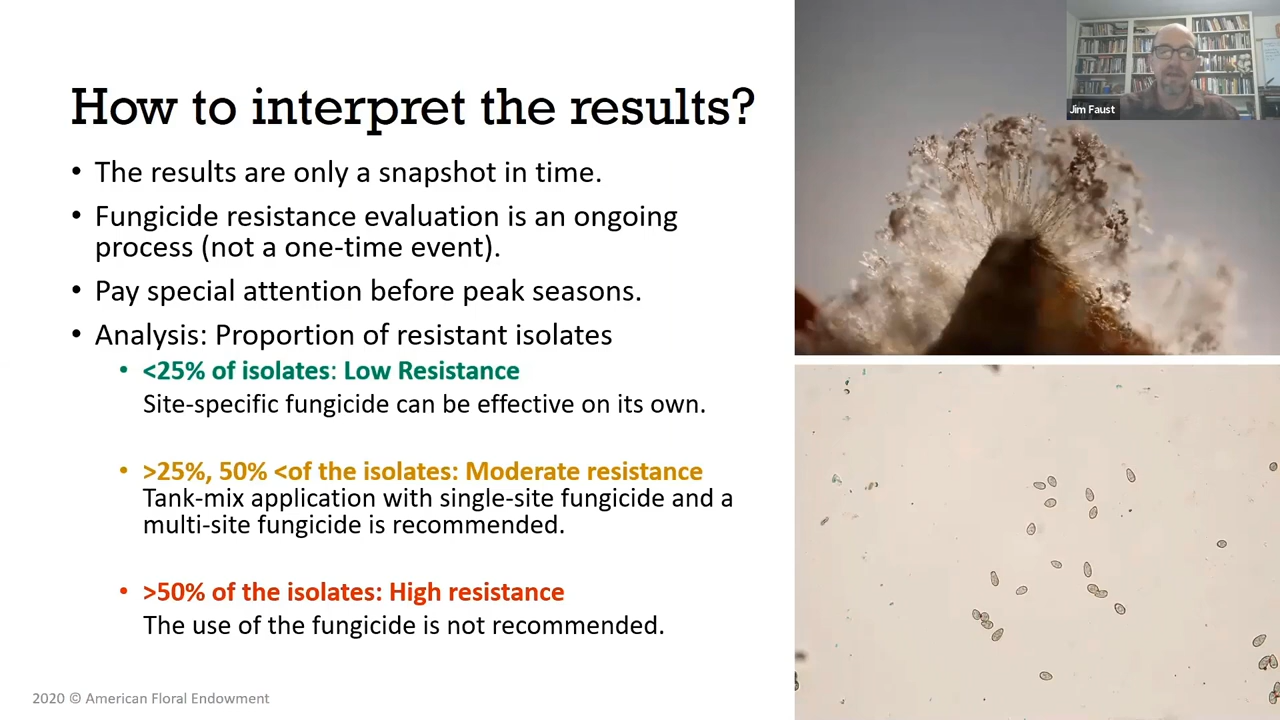 How to interpret the results?
• The results are only a snapshot in time.
• Fungicide resistance evaluation is an ongoing
process (not a one-time event).
• Pay special attention before peak seasons.
• Analysis: Proportion of resistant isolates
• <25% of isolates: Low Resistance
Site-specific fungicide can be effective on its own.
• >25%, 50% <of the isolates: Moderate resistance
Tank-mix application with single-site fungicide and a
multi-site fungicide is recommended.
• >50% of the isolates: High resistance
The use of the fungicide is not recommended.
2020 © American Floral Endowment
Jim Faust